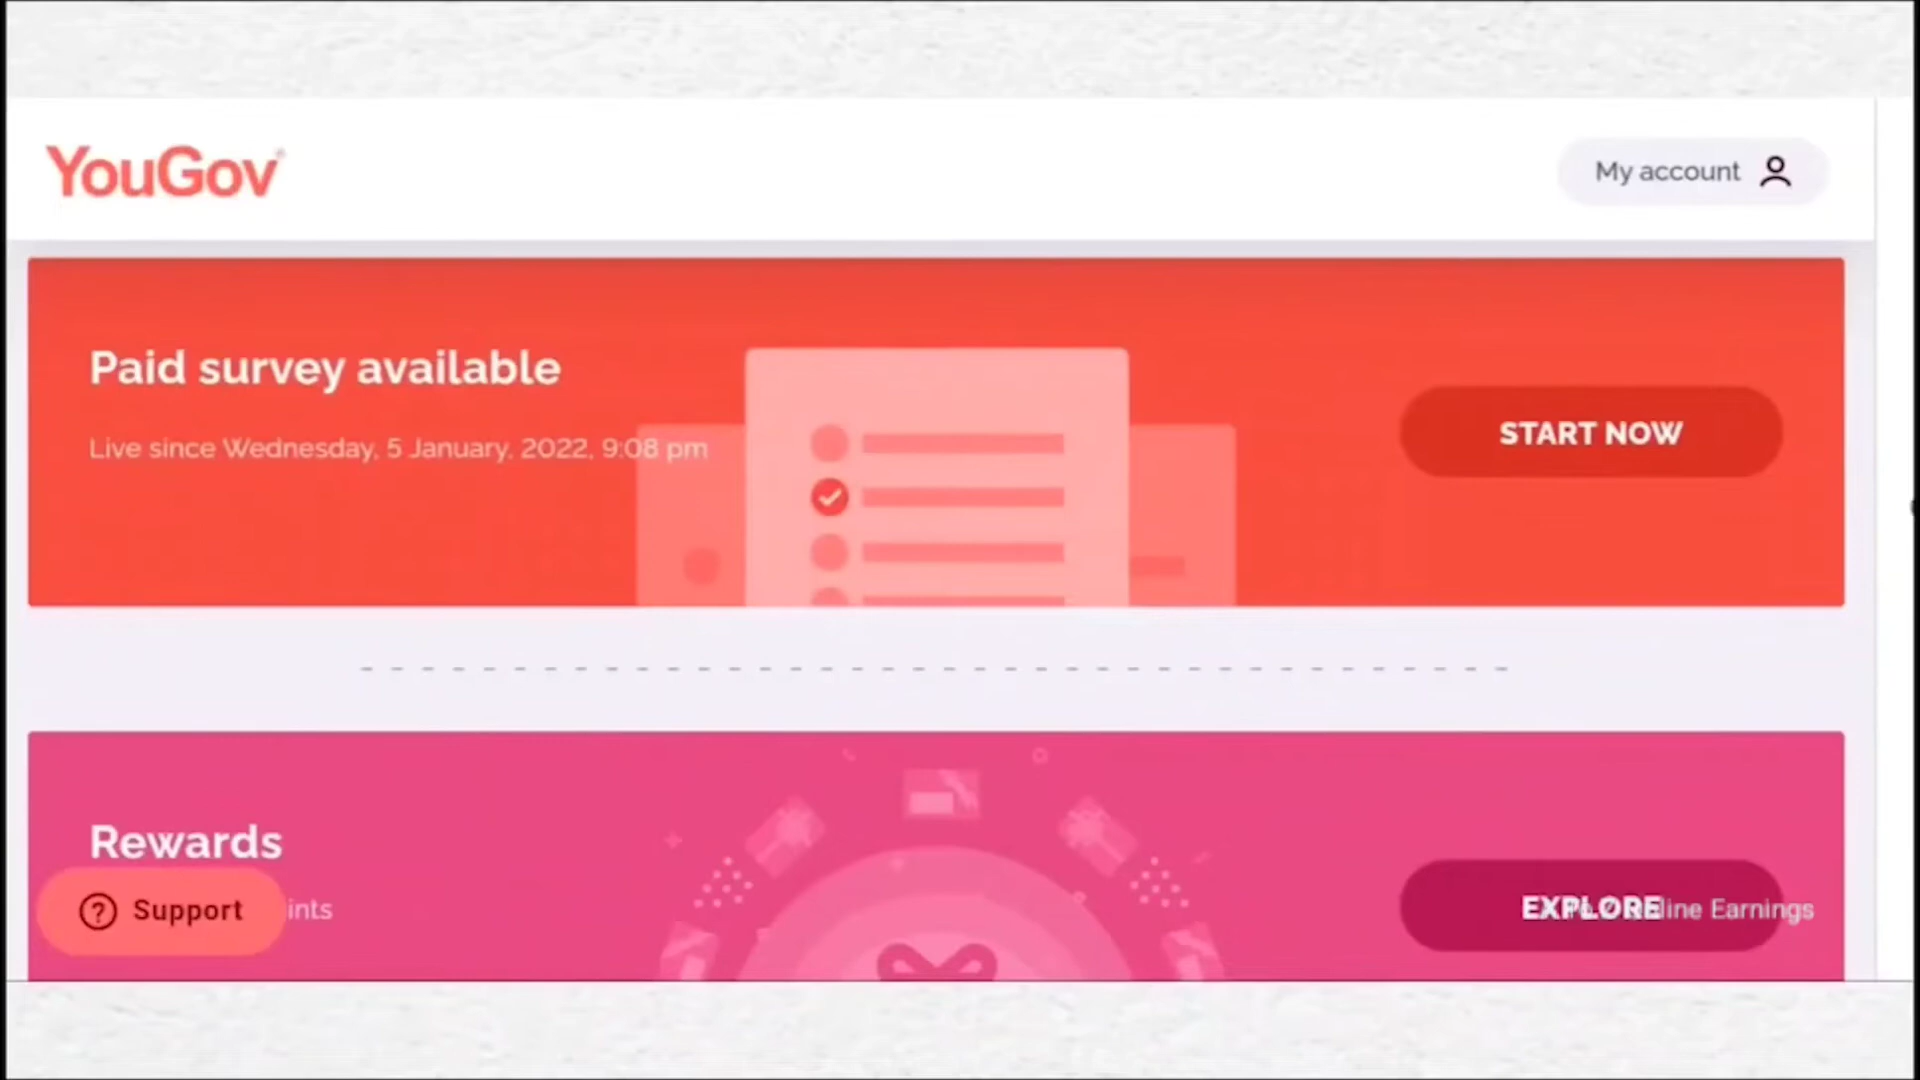 YouGov
My account
Paid survey available
Live since Wednesday, 5 January, 2022, 9:08 pm
START NOW
Rewards
Support
EXPLORE
Earnings